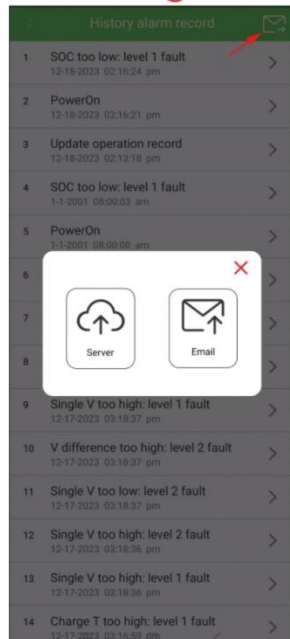 History alarm record
1 SOC too low: level 1 fault
12-18-2023 02:16:24 pm
2 PowerOn
12-18-2023 02:16:21 pm
3 Update operation record
12-18-2023 02:13:18 pm
4 SOC too low: level 1 fault
1-1-2001 08:00:03 am
5 PowerOn
1-1-2001 08:00:00 am
6
7
Server Email
8
9 Single V too high: level 1 fault
12-17-2023 03:18:37 pm
10 V difference too high: level 2 fault
12-17-2023 03:18:37 pm
11 Single V too low: level 2 fault
12-17-2023 03:18:37 pm
12 Single V too high: level 2 fault
12-17-2023 03:18:36 pm
13 Single V too high: level 1 fault
12-17-2023 03:18:36 pm
14 Charge T too high: level 1 fault
12-17-2023 03:16:59 pm